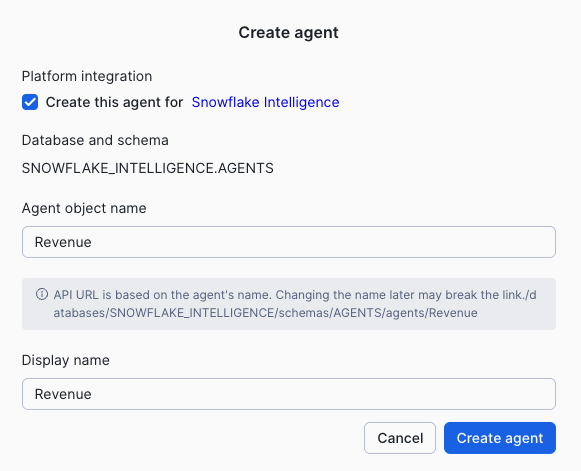 Create agent
Platform integration
Create this agent for Snowflake Intelligence
Database and schema
SNOWFLAKE_INTELLIGENCE.AGENTS
Agent object name
Revenue
API URL is based on the agent's name. Changing the name later may break the link./d
atabases/SNOWFLAKE_INTELLIGENCE/schemas/AGENTS/agents/Revenue
Display name
Revenue
Cancel Create agent